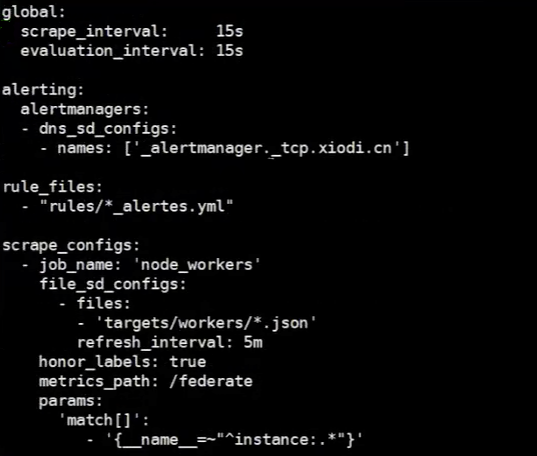 global:
  scrape_interval:     15s
  evaluation_interval: 15s

alerting:
  alertmanagers:
  - dns_sd_configs:
    - names: ['_alertmanager._tcp.xiodi.cn']

rule_files:
  - "rules/*_alertes.yml"

scrape_configs:
  - job_name: 'node_workers'
    file_sd_configs:
      - files:
        - 'targets/workers/*.json'
        refresh_interval: 5m
    honor_labels: true
    metrics_path: /federate
    params:
      'match[]':
        - '{__name__=~"^instance:.*"}'